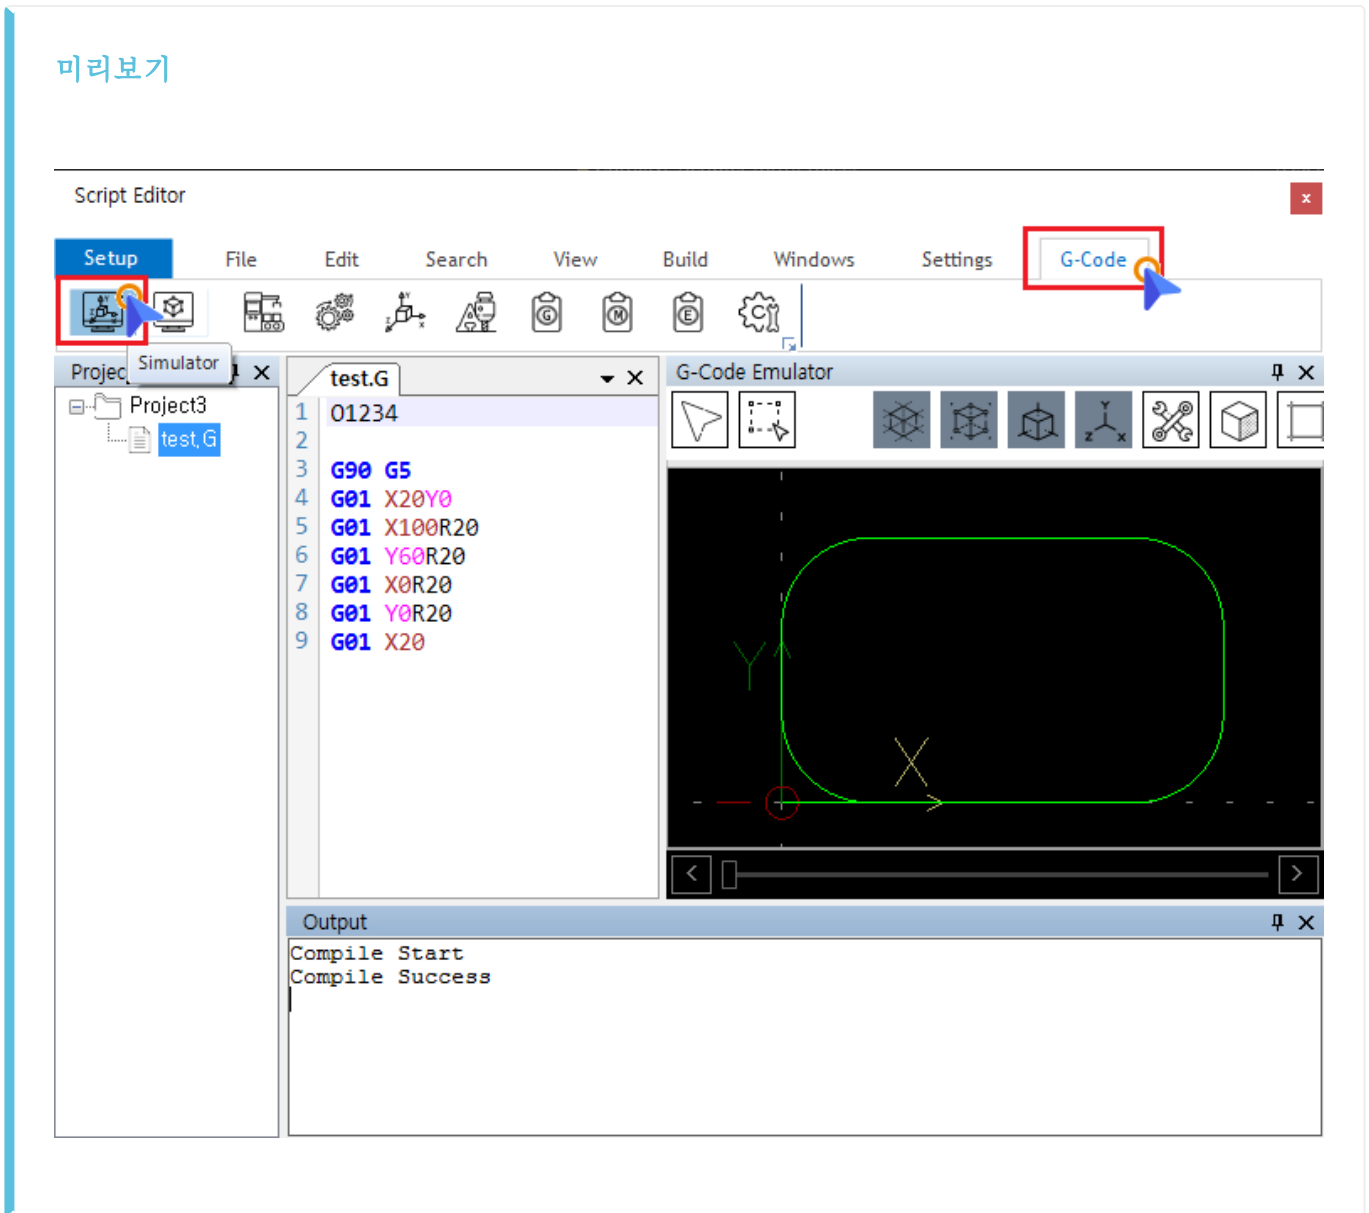 미리보기
Script Editor
x
Setup File Edit Search View Build Windows Settings G-Code
G M E
Simulator
Projec
Project3
test.G
test.G
1 O1234
2
3 G90 G5
4 G01 X20Y0
5 G01 X100R20
6 G01 Y60R20
7 G01 X0R20
8 G01 Y0R20
9 G01 X20
G-Code Emulator
Y
X
Output
Compile Start
Compile Success